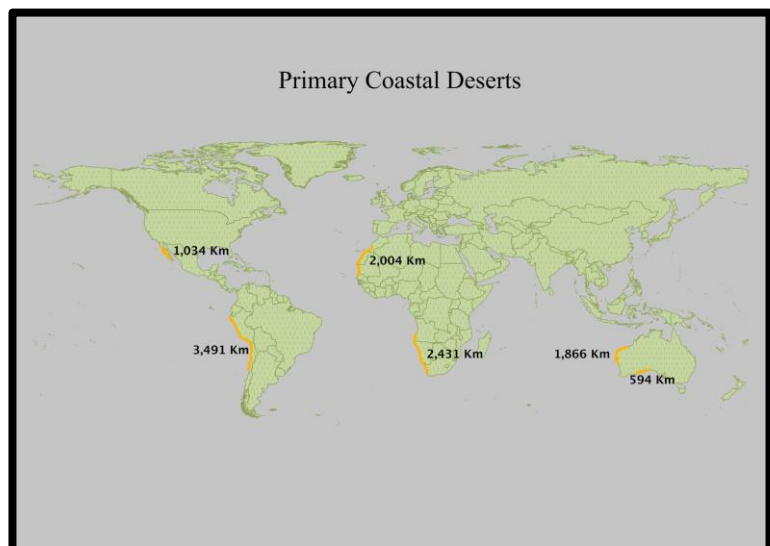 Primary Coastal Deserts
1,034 Km
2,004 Km
3,491 Km
2,431 Km
1,866 Km
594 Km